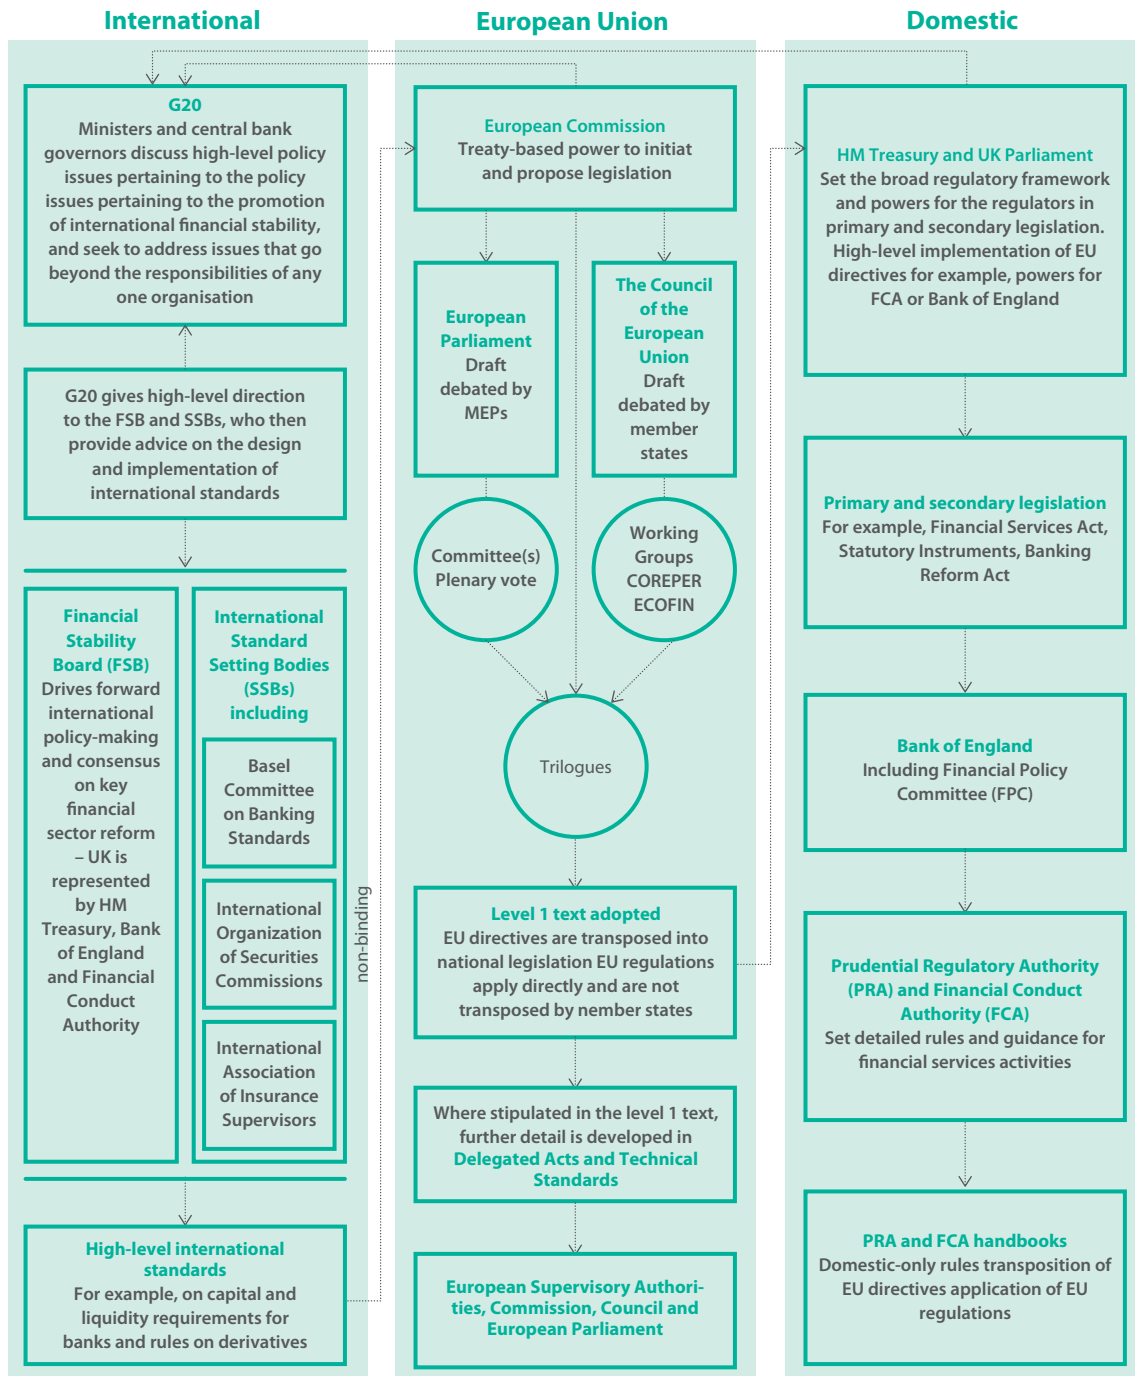 International
G20
Ministers and central bank
governors discuss high-level policy
issues pertaining to the policy
issues pertaining to the promotion
of international financial stability,
and seek to address issues that go
beyond the responsibilities of any
one organisation
G20 gives high-level direction
to the FSB and SSBs, who then
provide advice on the design
and implementation of
international standards
Financial
Stability
Board (FSB)
Drives forward
international
policy-making
and consensus
on key
financial
sector reform
– UK is
represented
by HM
Treasury, Bank
of England
and Financial
Conduct
Authority
International
Standard
Setting Bodies
(SSBs)
including
Basel
Committee
on Banking
Standards
International
Organization
of Securities
Commissions
International
Association
of Insurance
Supervisors
High-level international
standards
For example, on capital and
liquidity requirements for
banks and rules on derivatives
non-binding
European Union
European Commission
Treaty-based power to initiat
and propose legislation
European
Parliament
Draft
debated by
MEPs
The Council
of the
European
Union
Draft
debated by
member
states
Committee(s)
Plenary vote
Working
Groups
COREPER
ECOFIN
Trilogues
Level 1 text adopted
EU directives are transposed into
national legislation EU regulations
apply directly and are not
transposed by nember states
Where stipulated in the level 1 text,
further detail is developed in
Delegated Acts and Technical
Standards
European Supervisory Authori-
ties, Commission, Council and
European Parliament
Domestic
HM Treasury and UK Parliament
Set the broad regulatory framework
and powers for the regulators in
primary and secondary legislation.
High-level implementation of EU
directives for example, powers for
FCA or Bank of England
Primary and secondary legislation
For example, Financial Services Act,
Statutory Instruments, Banking
Reform Act
Bank of England
Including Financial Policy
Committee (FPC)
Prudential Regulatory Authority
(PRA) and Financial Conduct
Authority (FCA)
Set detailed rules and guidance for
financial services activities
PRA and FCA handbooks
Domestic-only rules transposition of
EU directives application of EU
regulations